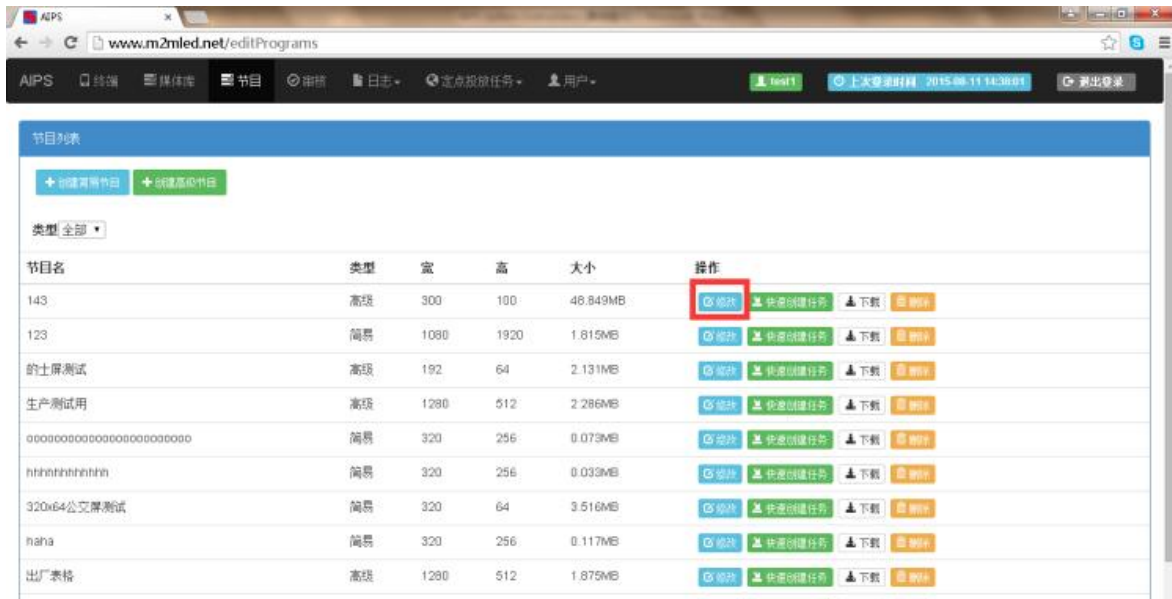 AIPS
www.m2mled.net/editPrograms
AIPS 终端 媒体库 节目 审核 日志 定点投放任务 用户 test1 上次登录时间 2015-08-11 14:38:01 退出登录
节目列表
创建简易节目 创建高级节目
类型 全部
节目名 类型 宽 高 大小 操作
143 高级 300 100 48.849MB 修改 快速创建任务 下载 删除
123 简易 1080 1920 1.815MB 修改 快速创建任务 下载 删除
的士屏测试 高级 192 64 2.131MB 修改 快速创建任务 下载 删除
生产测试用 高级 1280 512 2.286MB 修改 快速创建任务 下载 删除
oooooooooooooooooooooooo 简易 320 256 0.073MB 修改 快速创建任务 下载 删除
hhhhhhhhhhhh 简易 320 256 0.033MB 修改 快速创建任务 下载 删除
320x64公交屏测试 简易 320 64 3.516MB 修改 快速创建任务 下载 删除
haha 简易 320 256 0.117MB 修改 快速创建任务 下载 删除
出厂表格 高级 1280 512 1.875MB 修改 快速创建任务 下载 删除